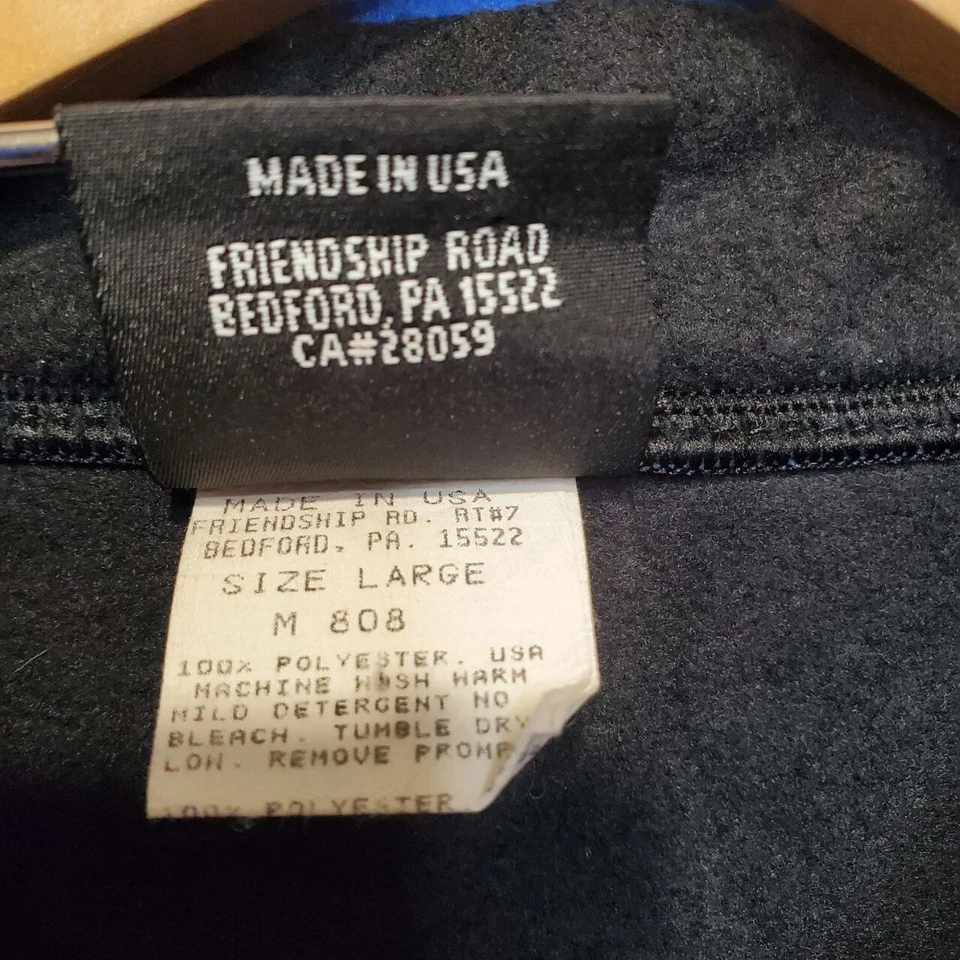 MADE IN USA
FRIENDSHIP ROAD
BEDFORD, PA 15522
CA#28059
MADE IN USA
FRIENDSHIP RD. RT#7
BEDFORD, PA. 15522
SIZE LARGE
M 808
100% POLYESTER. USA
MACHINE WASH WARM
MILD DETERGENT NO
BLEACH. TUMBLE DRY
LOW. REMOVE PROMP
100% POLYESTER